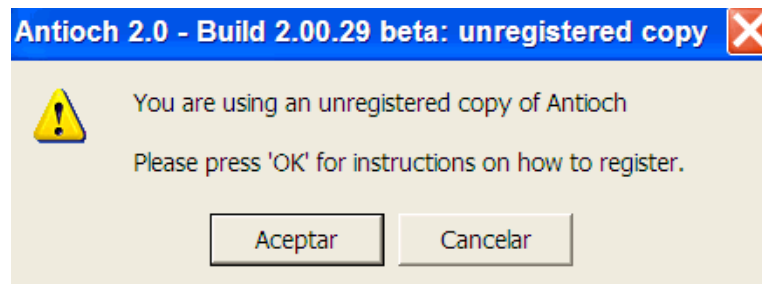 Antioch 2.0 - Build 2.00.29 beta: unregistered copy
You are using an unregistered copy of Antioch
Please press 'OK' for instructions on how to register.
Aceptar Cancelar